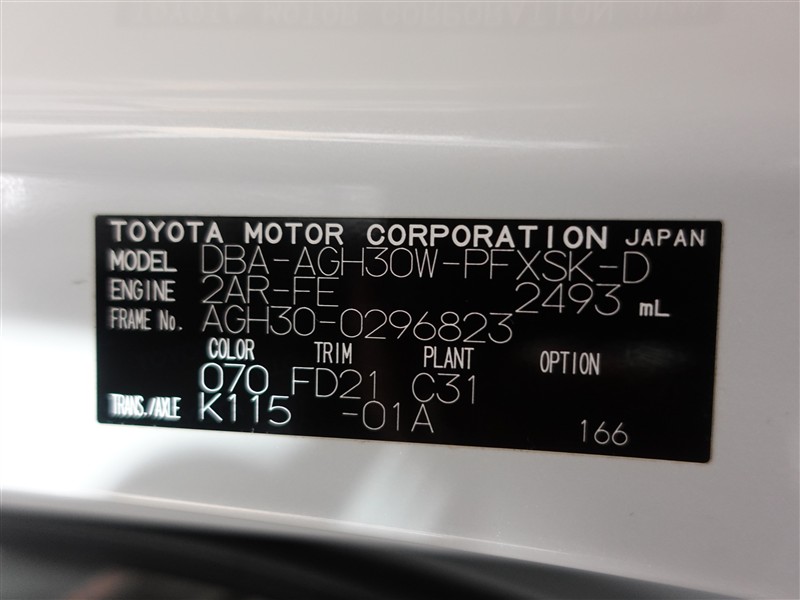 TOYOTA MOTOR CORPORATION JAPAN
MODEL DBA-AGH30W-PFXSK-D
ENGINE 2AR-FE 2493 mL
FRAME No. AGH30-0296823
COLOR TRIM PLANT OPTION
070 FD21 C31
TRANS./AXLE K115 -01A
166